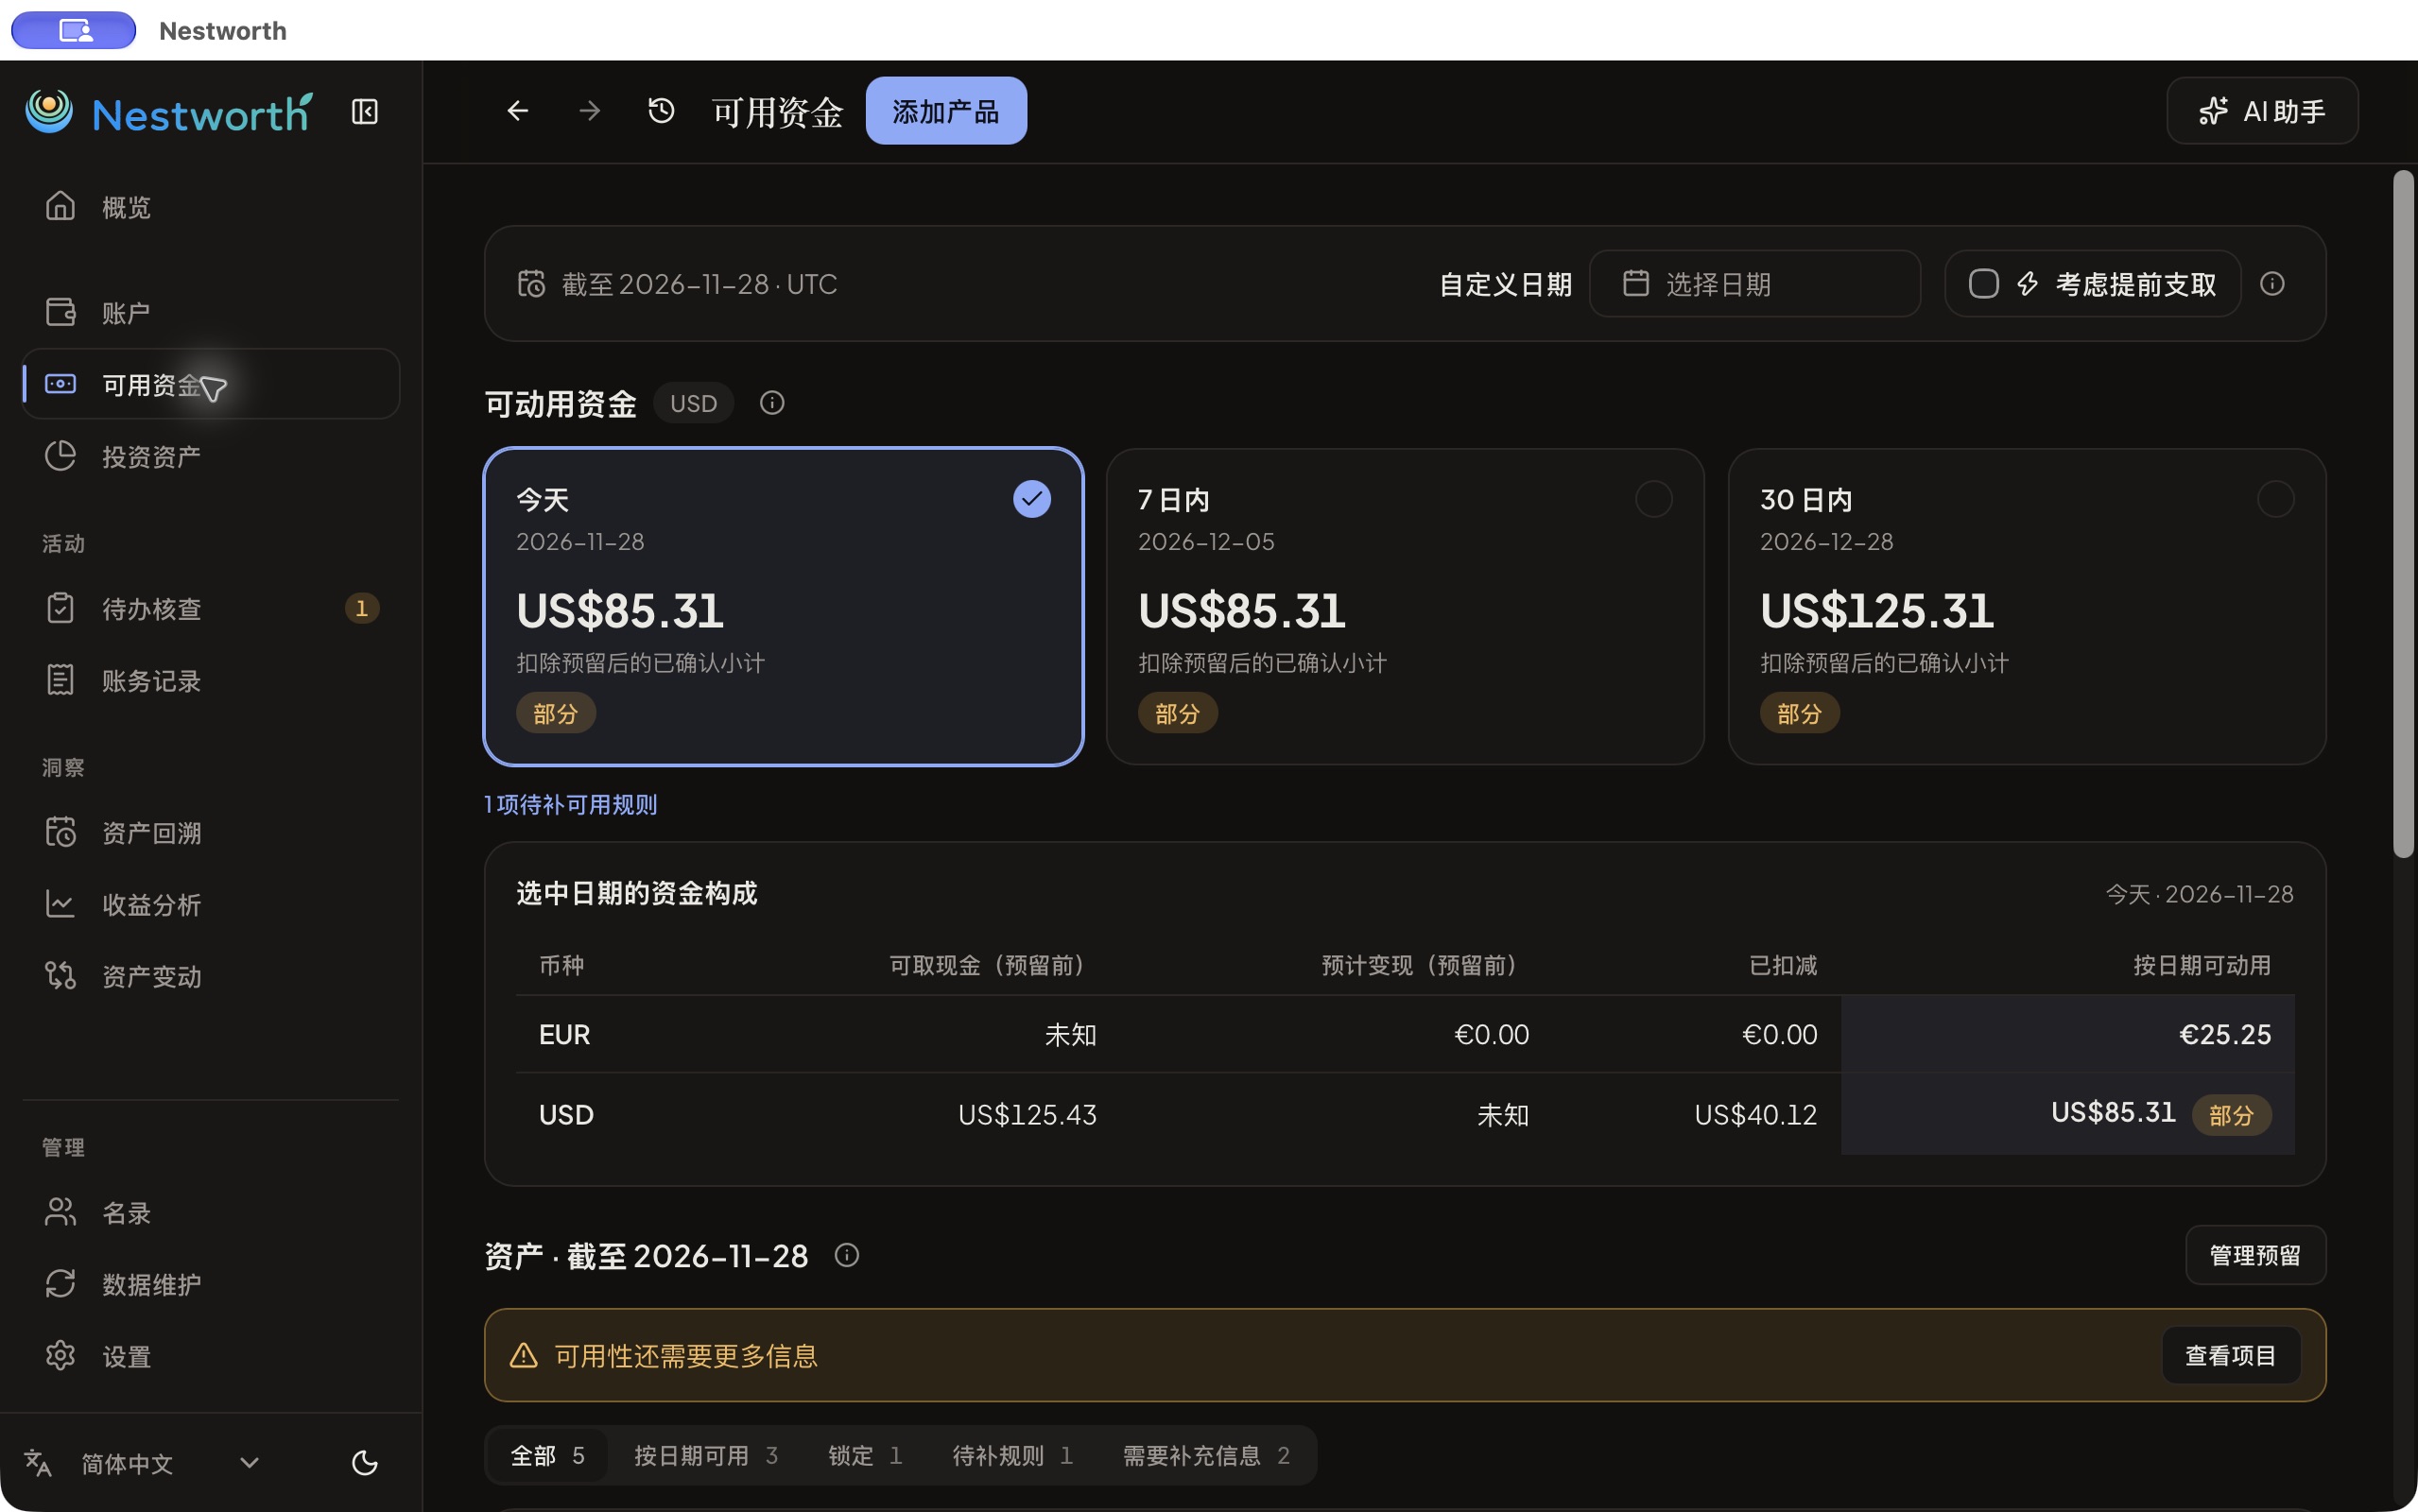 Nestworth
Nestworth
可用资金
添加产品
AI 助手
概览
账户
可用资金
投资资产
活动
待办核查 1
账务记录
洞察
资产回溯
收益分析
资产变动
管理
名录
数据维护
设置
简体中文
截至 2026-11-28 · UTC
自定义日期
选择日期
考虑提前支取
可动用资金 USD
今天
2026-11-28
US$85.31
扣除预留后的已确认小计
部分
7 日内
2026-12-05
US$85.31
扣除预留后的已确认小计
部分
30 日内
2026-12-28
US$125.31
扣除预留后的已确认小计
部分
1 项待补可用规则
选中日期的资金构成
今天 · 2026-11-28
币种 可取现金（预留前） 预计变现（预留前） 已扣减 按日期可动用
EUR 未知 €0.00 €0.00 €25.25
USD US$125.43 未知 US$40.12 US$85.31 部分
资产 · 截至 2026-11-28
管理预留
可用性还需要更多信息
查看项目
全部 5 按日期可用 3 锁定 1 待补规则 1 需要补充信息 2